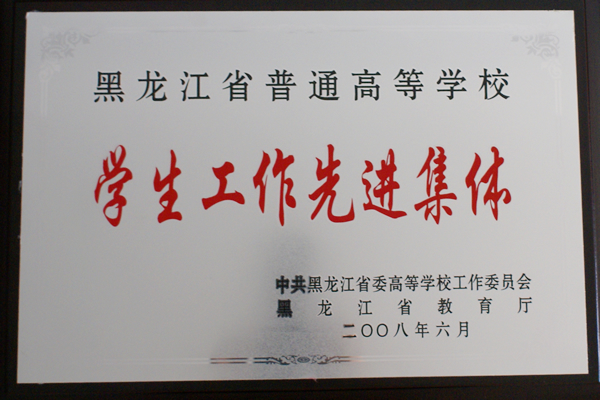 黑龙江省普通高等学校
学生工作先进集体
中共黑龙江省委高等学校工作委员会
黑龙江省教育厅
二〇〇八年六月